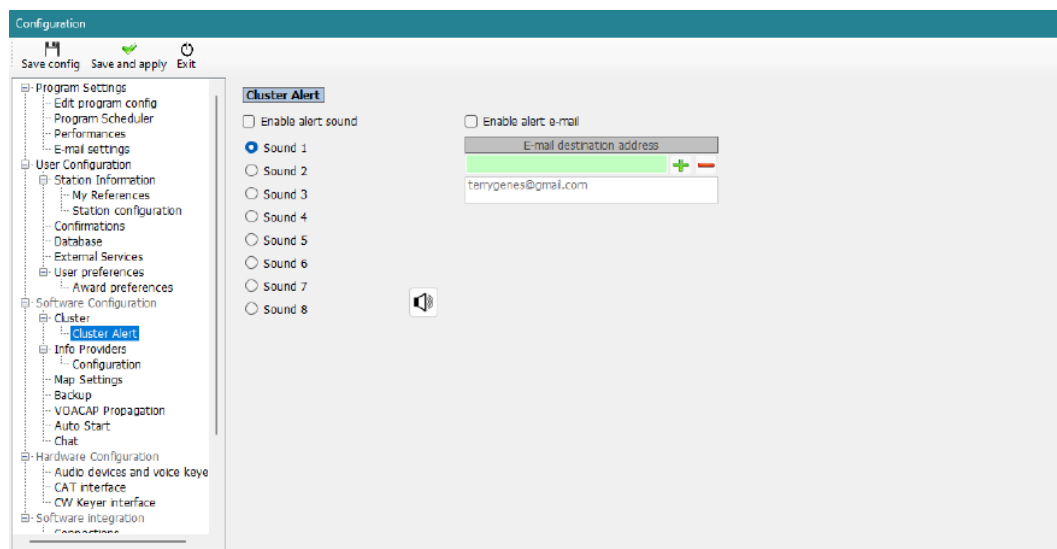 Configuration
Save config Save and apply Exit
Program Settings
Edit program config
Program Scheduler
Performances
E-mail settings
User Configuration
Station Information
My References
Station configuration
Confirmations
Database
External Services
User preferences
Award preferences
Software Configuration
Cluster
Cluster Alert
Info Providers
Configuration
Map Settings
Backup
VOACAP Propagation
Auto Start
Chat
Hardware Configuration
Audio devices and voice keye
CAT interface
CW Keyer interface
Software integration
Connections
Cluster Alert
Enable alert sound
Sound 1
Sound 2
Sound 3
Sound 4
Sound 5
Sound 6
Sound 7
Sound 8
Enable alert e-mail
E-mail destination address
terrygenes@gmail.com